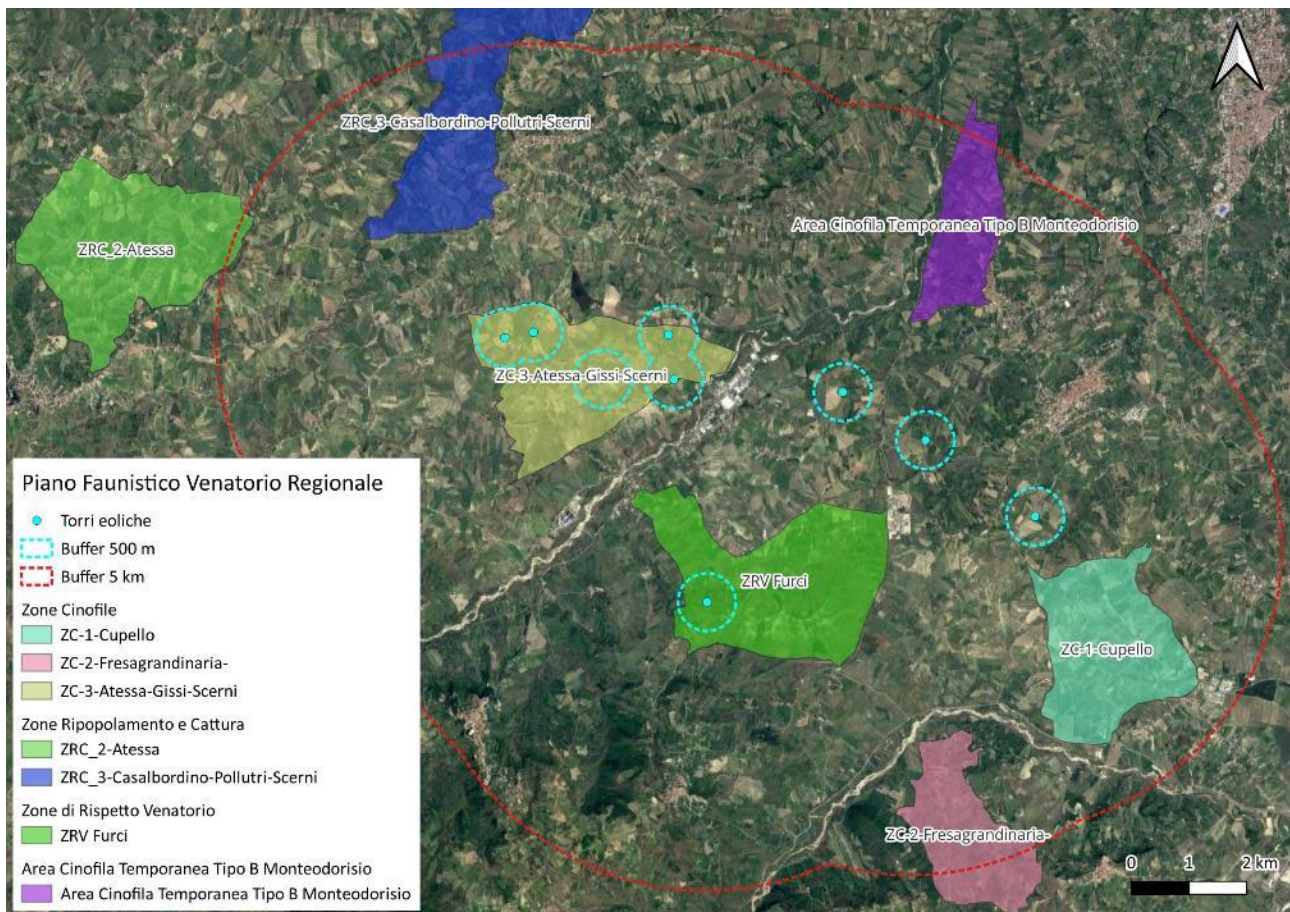 ZRC_3-Casalbordino-Pollutri-Scerni
Area Cinofila Temporanea Tipo B Monteodorisio
ZRC_2-Atessa
ZC-3-Atessa-Gissi-Scerni
ZRV Furci
ZC-1-Cupello
ZC-2-Fresagrandinaria-
0 1 2 km
Piano Faunistico Venatorio Regionale
Torri eoliche
Buffer 500 m
Buffer 5 km
Zone Cinofile
ZC-1-Cupello
ZC-2-Fresagrandinaria-
ZC-3-Atessa-Gissi-Scerni
Zone Ripopolamento e Cattura
ZRC_2-Atessa
ZRC_3-Casalbordino-Pollutri-Scerni
Zone di Rispetto Venatorio
ZRV Furci
Area Cinofila Temporanea Tipo B Monteodorisio
Area Cinofila Temporanea Tipo B Monteodorisio